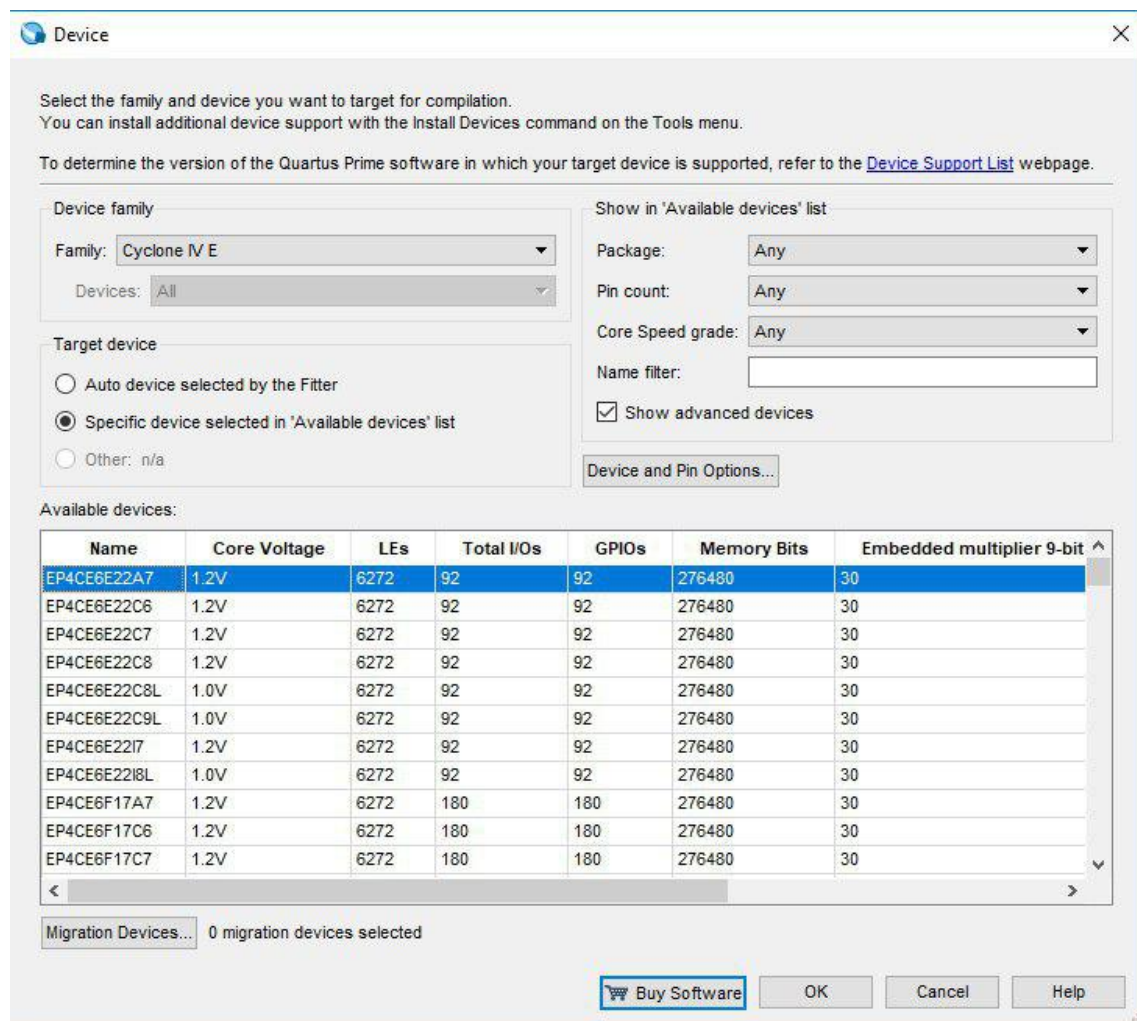 Device
Select the family and device you want to target for compilation.
You can install additional device support with the Install Devices command on the Tools menu.
To determine the version of the Quartus Prime software in which your target device is supported, refer to the Device Support List webpage.
Device family
Family: Cyclone IV E
Devices: All
Show in 'Available devices' list
Package: Any
Pin count: Any
Core Speed grade: Any
Name filter:
Show advanced devices
Target device
Auto device selected by the Fitter
Specific device selected in 'Available devices' list
Other: n/a
Device and Pin Options...
Available devices:
Name Core Voltage LEs Total I/Os GPIOs Memory Bits Embedded multiplier 9-bit
EP4CE6E22A7 1.2V 6272 92 92 276480 30
EP4CE6E22C6 1.2V 6272 92 92 276480 30
EP4CE6E22C7 1.2V 6272 92 92 276480 30
EP4CE6E22C8 1.2V 6272 92 92 276480 30
EP4CE6E22C8L 1.0V 6272 92 92 276480 30
EP4CE6E22C9L 1.0V 6272 92 92 276480 30
EP4CE6E22I7 1.2V 6272 92 92 276480 30
EP4CE6E22I8L 1.0V 6272 92 92 276480 30
EP4CE6F17A7 1.2V 6272 180 180 276480 30
EP4CE6F17C6 1.2V 6272 180 180 276480 30
EP4CE6F17C7 1.2V 6272 180 180 276480 30
Migration Devices... 0 migration devices selected
Buy Software OK Cancel Help